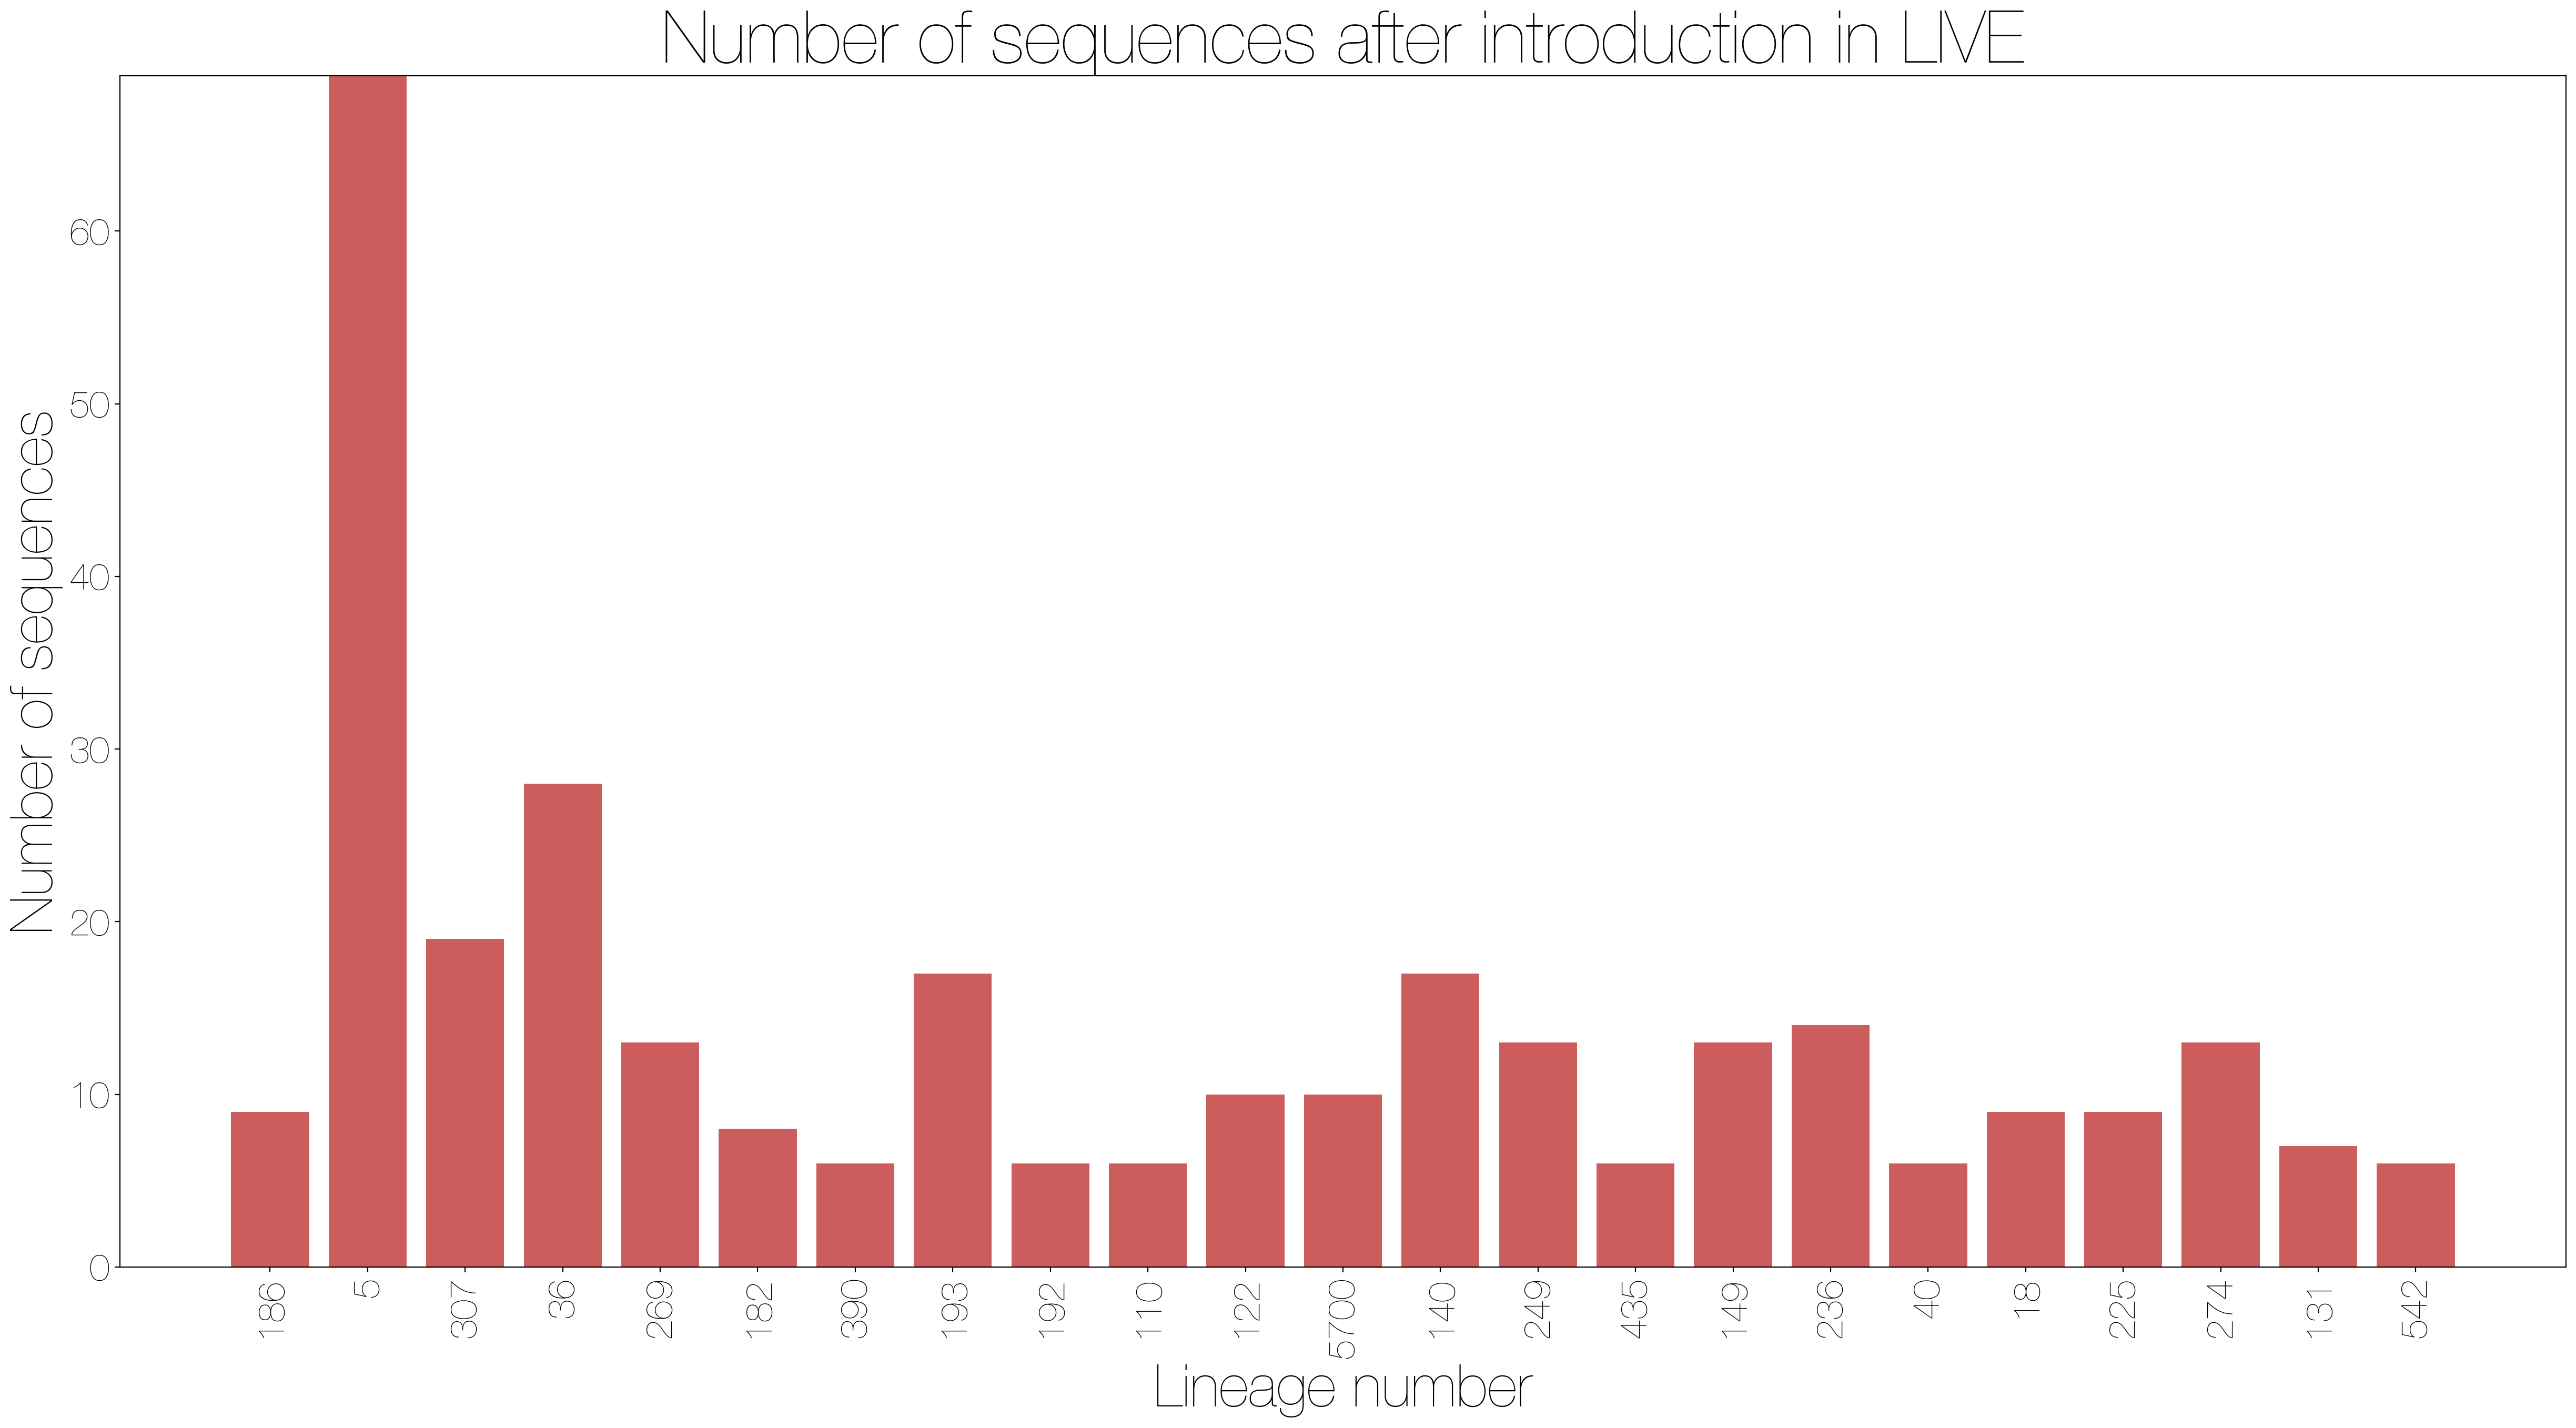 Number of sequences after introduction in LIVE
Number of sequences
60
50
40
30
20
10
0
186 5 307 36 269 182 390 193 192 110 122 5700 140 249 435 149 236 40 18 225 274 131 542
Lineage number